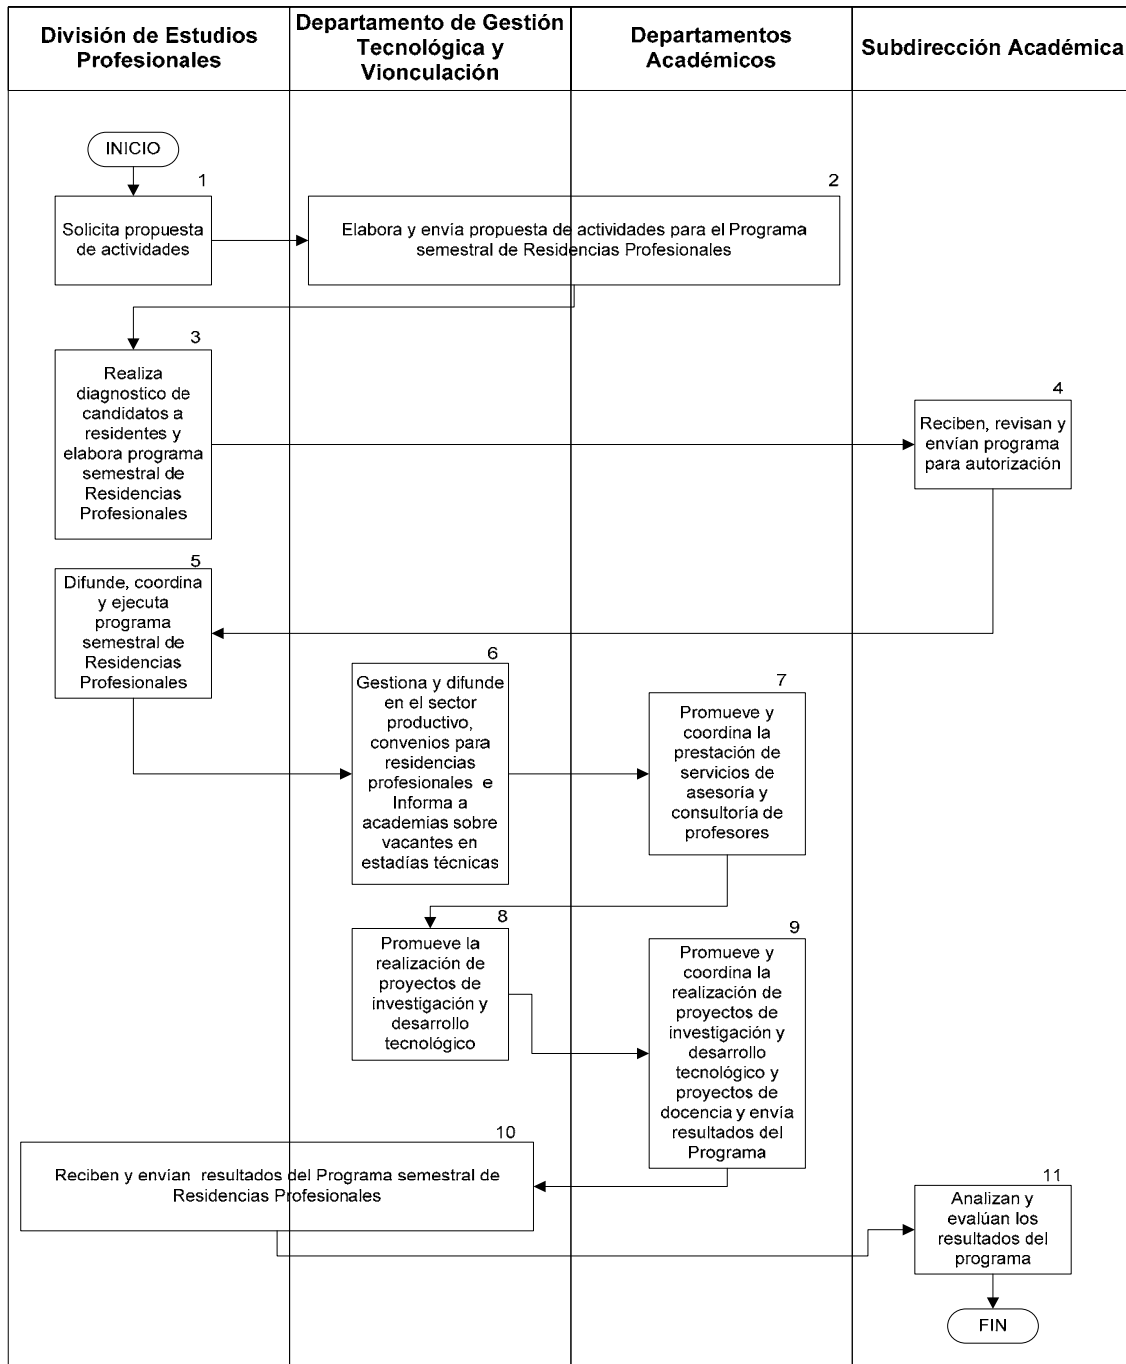 División de Estudios
Profesionales
Departamento de Gestión
Tecnológica y
Vionculación
Departamentos
Académicos
Subdirección Académica
INICIO
1
Solicita propuesta
de actividades
2
Elabora y envía propuesta de actividades para el Programa
semestral de Residencias Profesionales
3
Realiza
diagnostico de
candidatos a
residentes y
elabora programa
semestral de
Residencias
Profesionales
4
Reciben, revisan y
envían programa
para autorización
5
Difunde, coordina
y ejecuta
programa
semestral de
Residencias
Profesionales
6
Gestiona y difunde
en el sector
productivo,
convenios para
residencias
profesionales e
Informa a
academias sobre
vacantes en
estadías técnicas
7
Promueve y
coordina la
prestación de
servicios de
asesoría y
consultoría de
profesores
8
Promueve la
realización de
proyectos de
investigación y
desarrollo
tecnológico
9
Promueve y
coordina la
realización de
proyectos de
investigación y
desarrollo
tecnológico y
proyectos de
docencia y envía
resultados del
Programa
10
Reciben y envían resultados del Programa semestral de
Residencias Profesionales
11
Analizan y
evalúan los
resultados del
programa
FIN